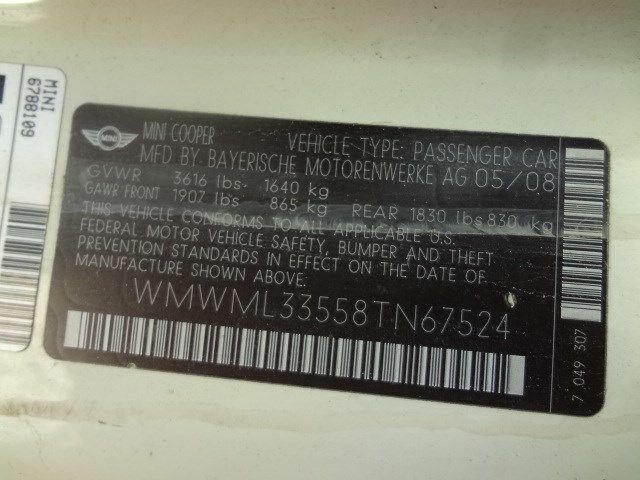 MINI
6788109
MINI
MINI COOPER VEHICLE TYPE: PASSENGER CAR
MFD BY BAYERISCHE MOTORENWERKE AG 05/08
GVWR 3616 lbs- 1640 kg
GAWR FRONT 1907 lbs 865 kg REAR 1830 lbs 830 kg
THIS VEHICLE CONFORMS TO ALL APPLICABLE U.S.
FEDERAL MOTOR VEHICLE SAFETY, BUMPER AND THEFT
PREVENTION STANDARDS IN EFFECT ON THE DATE OF
MANUFACTURE SHOWN ABOVE:
WMWML33558TN67524
7 049 307